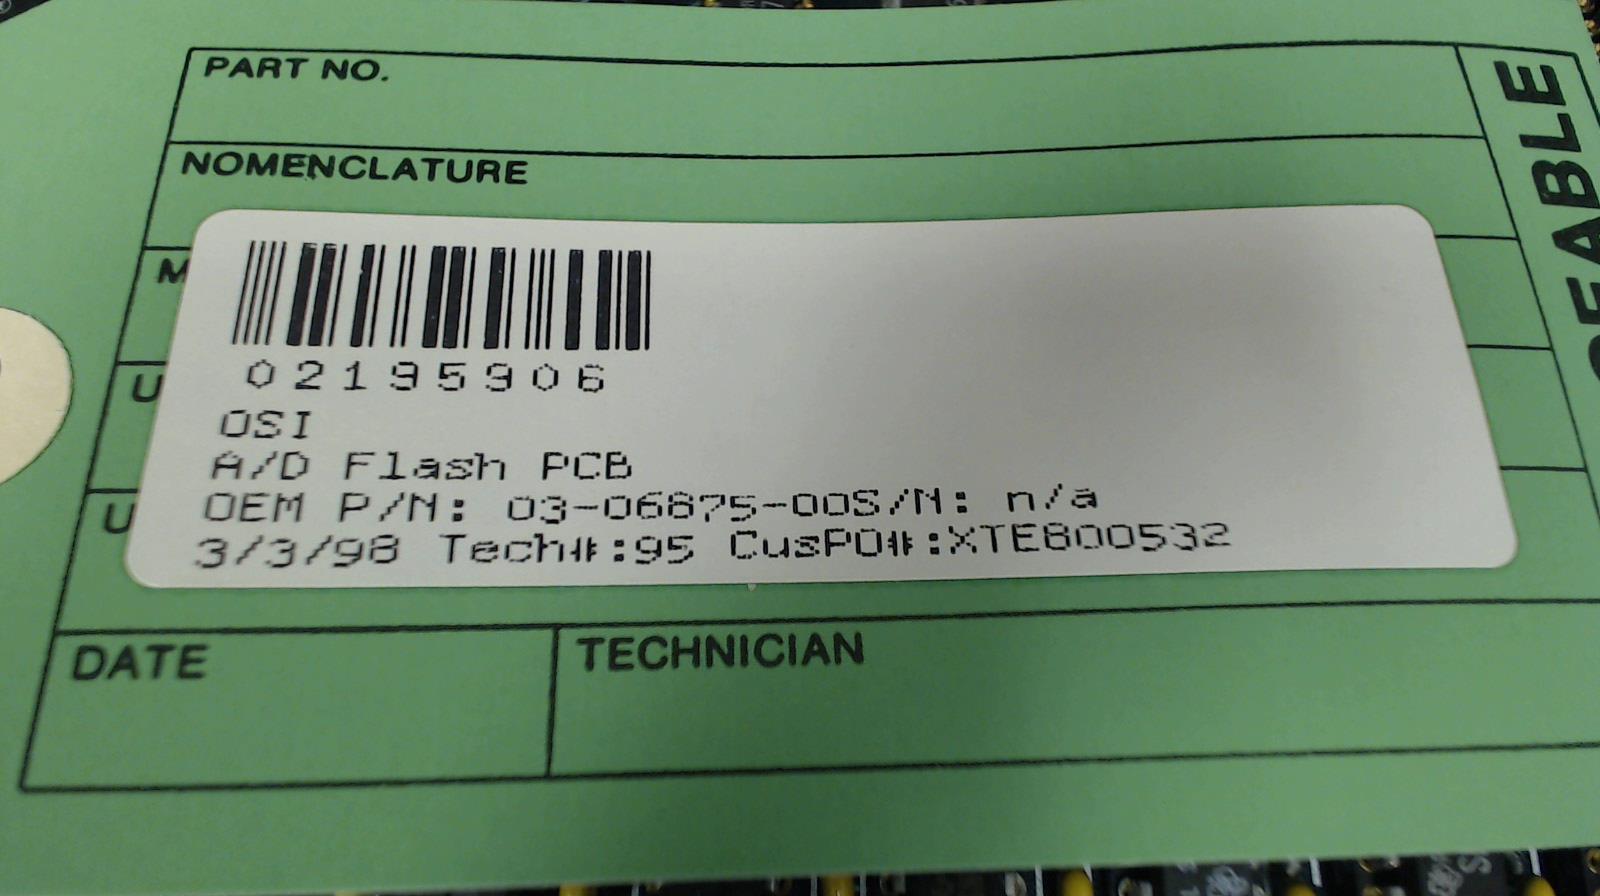 PART NO.
NOMENCLATURE
M
U
U
02195906
OSI
A/D Flash PCB
OEM P/N: 03-06875-00S/N: n/a
3/3/98 Tech#:95 CusPO#:XTE800532
DATE
TECHNICIAN